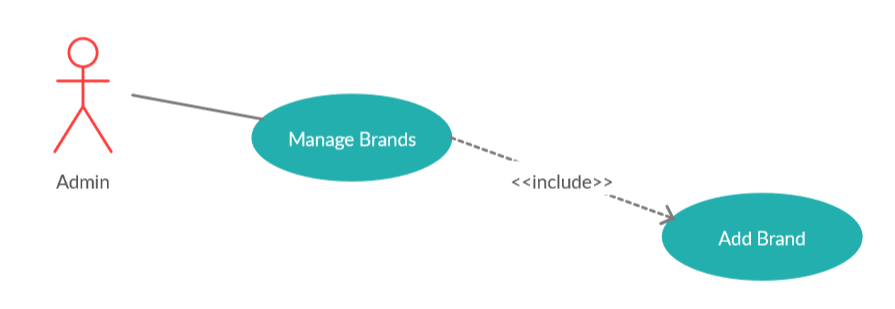 Manage Brands
Admin
<<include>>
Add Brand